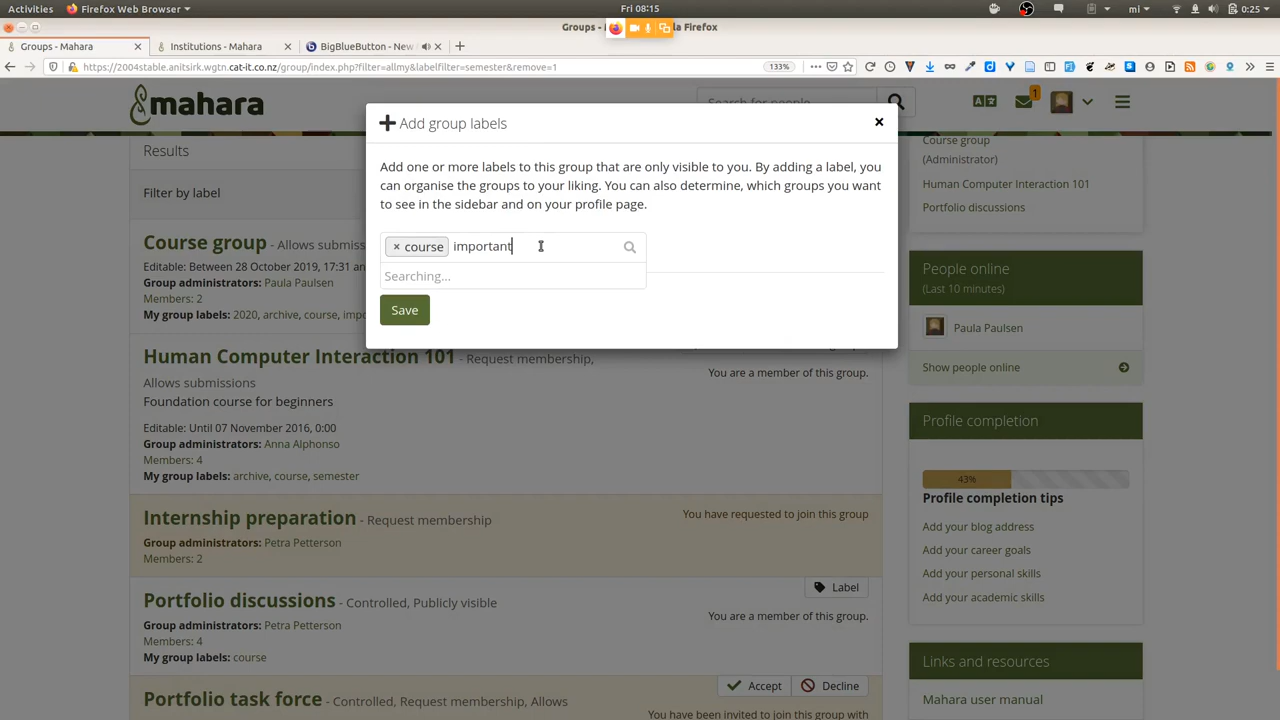 Activities
Firefox Web Browser
Fri 08:15
mi
0:25
Groups -
la Firefox
Groups - Mahara
Institutions - Mahara
BigBlueButton - New
https://2004stable.anitsirk.wgtn.cat-it.co.nz/group/index.php?filter=allmy&labelfilter=semester&remove=1
133%
mahara
Search for people
1
Add group labels
Add one or more labels to this group that are only visible to you. By adding a label, you
can organise the groups to your liking. You can also determine, which groups you want
to see in the sidebar and on your profile page.
× course important
Searching...
Save
Results
Filter by label
Course group - Allows submiss
Editable: Between 28 October 2019, 17:31 an
Group administrators: Paula Paulsen
Members: 2
My group labels: 2020, archive, course, impo
Human Computer Interaction 101 - Request membership,
Allows submissions
Foundation course for beginners
Editable: Until 07 November 2016, 0:00
Group administrators: Anna Alphonso
Members: 4
My group labels: archive, course, semester
You are a member of this group.
Internship preparation - Request membership
You have requested to join this group
Group administrators: Petra Petterson
Members: 2
Portfolio discussions - Controlled, Publicly visible
Label
You are a member of this group.
Group administrators: Petra Petterson
Members: 4
My group labels: course
Portfolio task force - Controlled, Request membership, Allows
Accept
Decline
You have been invited to join this group with
Course group
(Administrator)
Human Computer Interaction 101
Portfolio discussions
People online
(Last 10 minutes)
Paula Paulsen
Show people online
Profile completion
43%
Profile completion tips
Add your blog address
Add your career goals
Add your personal skills
Add your academic skills
Links and resources
Mahara user manual